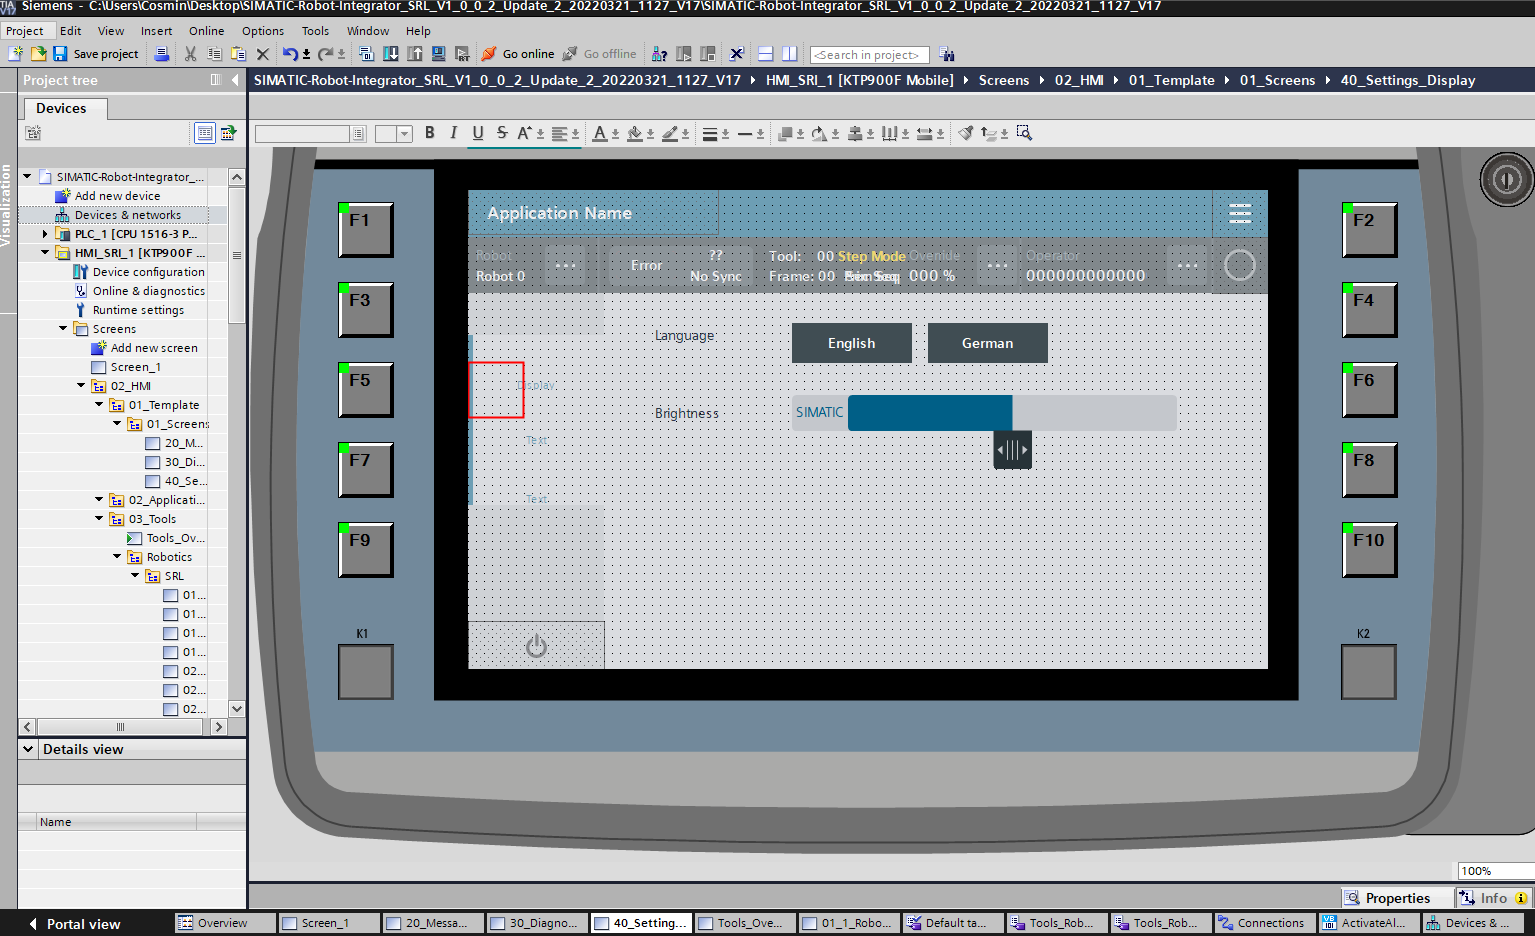 Siemens - C:\Users\Cosmin\Desktop\SIMATIC-Robot-Integrator_SRL_V1_0_0_2_Update_2_20220321_1127_V17\SIMATIC-Robot-Integrator_SRL_V1_0_0_2_Update_2_20220321_1127_V17
Project Edit View Insert Online Options Tools Window Help
Save project Go online Go offline <Search in project>
Project tree
SIMATIC-Robot-Integrator_SRL_V1_0_0_2_Update_2_20220321_1127_V17 HMI_SRI_1 [KTP900F Mobile] Screens 02_HMI 01_Template 01_Screens 40_Settings_Display
Devices
B I U S A
Visualization
SIMATIC-Robot-Integrator_...
Add new device
Devices & networks
PLC_1 [CPU 1516-3 P...
HMI_SRI_1 [KTP900F ...
Device configuration
Online & diagnostics
Runtime settings
Screens
Add new screen
Screen_1
02_HMI
01_Template
01_Screens
20_M...
30_Di...
40_Se...
02_Applicati...
03_Tools
Tools_Ov...
Robotics
SRL
01...
01...
01...
01...
02...
02...
02...
Details view
Name
F1
F3
F5
F7
F9
K1
Application Name
Robot
Robot 0
...
Error
??
No Sync
Tool: 00
Frame: 00
Step Mode
Override
000 %
...
Operator
000000000000
...
Language
English
German
Display
Brightness
SIMATIC
Text
Text
F2
F4
F6
F8
F10
K2
100%
Properties Info
Portal view Overview Screen_1 20_Messa... 30_Diagno... 40_Setting... Tools_Ove... 01_1_Robo... Default ta... Tools_Rob... Tools_Rob... Connections ActivateAl... Devices & ...